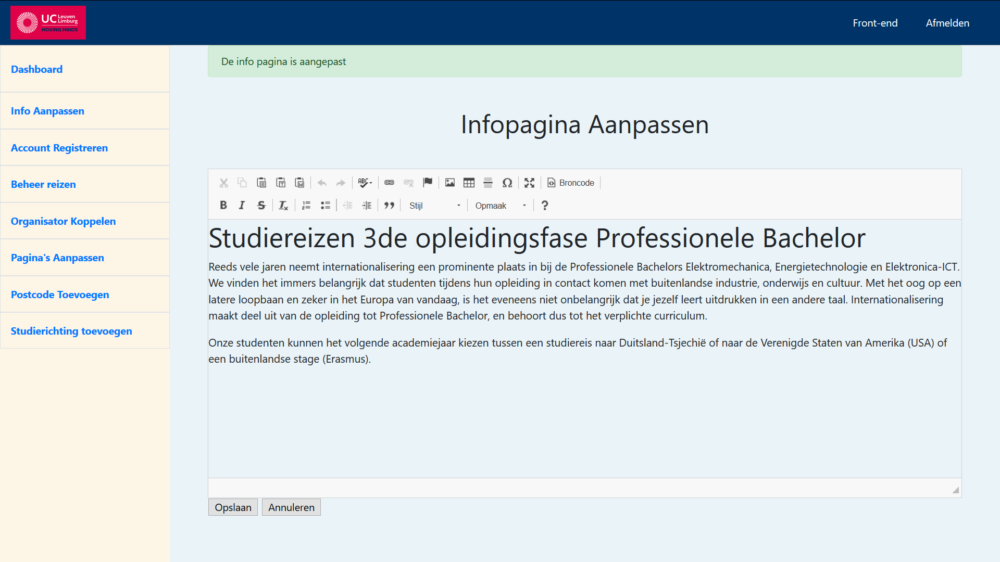 UC Leuven
Limburg
MOVING MINDS
Front-end
Afmelden
Dashboard
Info Aanpassen
Account Registreren
Beheer reizen
Organisator Koppelen
Pagina's Aanpassen
Postcode Toevoegen
Studierichting toevoegen
De info pagina is aangepast
Infopagina Aanpassen
ABC
Broncode
Stijl
Opmaak
Studiereizen 3de opleidingsfase Professionele Bachelor
Reeds vele jaren neemt internationalisering een prominente plaats in bij de Professionele Bachelors Elektromechanica, Energietechnologie en Elektronica-ICT.
We vinden het immers belangrijk dat studenten tijdens hun opleiding in contact komen met buitenlandse industrie, onderwijs en cultuur. Met het oog op een
latere loopbaan en zeker in het Europa van vandaag, is het eveneens niet onbelangrijk dat je jezelf leert uitdrukken in een andere taal. Internationalisering
maakt deel uit van de opleiding tot Professionele Bachelor, en behoort dus tot het verplichte curriculum.
Onze studenten kunnen het volgende academiejaar kiezen tussen een studiereis naar Duitsland-Tsjechië of naar de Verenigde Staten van Amerika (USA) of
een buitenlandse stage (Erasmus).
Opslaan
Annuleren